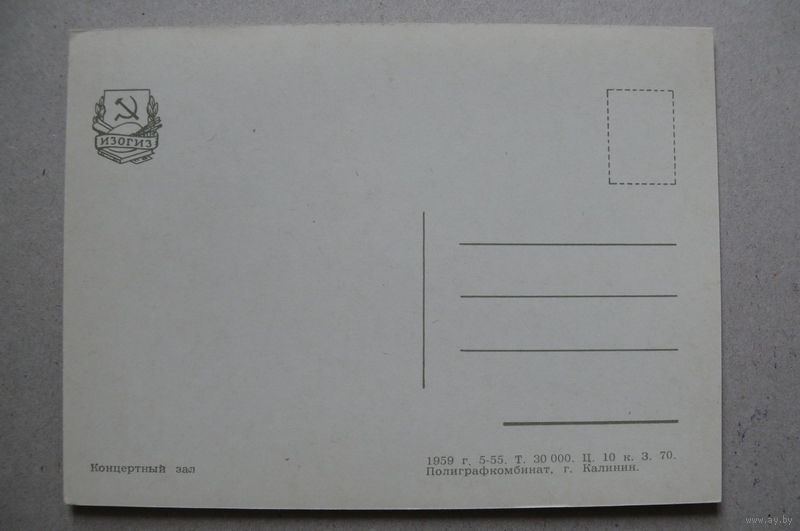 ИЗОГИЗ
Концертный зал
1959 г. 5-55. Т. 30 000. Ц. 10 к. З. 70.
Полиграфкомбинат, г. Калинин.
www.ay.by